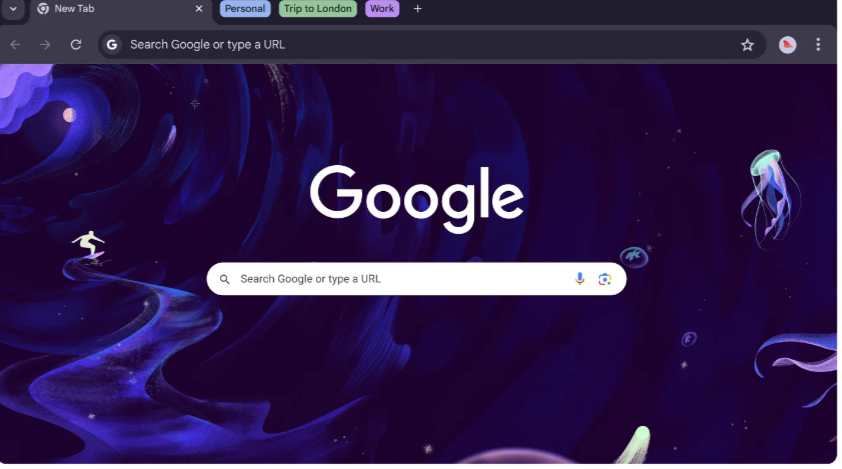 New Tab
Personal
Trip to London
Work
Search Google or type a URL
Google
Search Google or type a URL